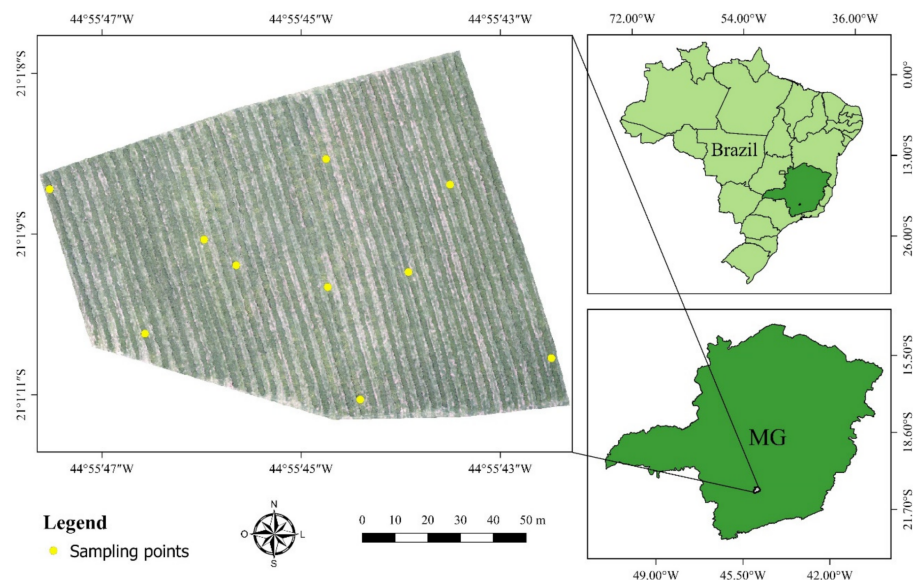 44°55'47"W 44°55'45"W 44°55'43"W
21°1'8"S
21°1'9"S
21°1'11"S
44°55'47"W 44°55'45"W 44°55'43"W
72.00°W 54.00°W 36.00°W
Brazil
0.00°
13.00°S
26.00°S
MG
15.50°S
18.60°S
21.70°S
49.00°W 45.50°W 42.00°W
Legend
Sampling points
N
O L
S
0 10 20 30 40 50 m